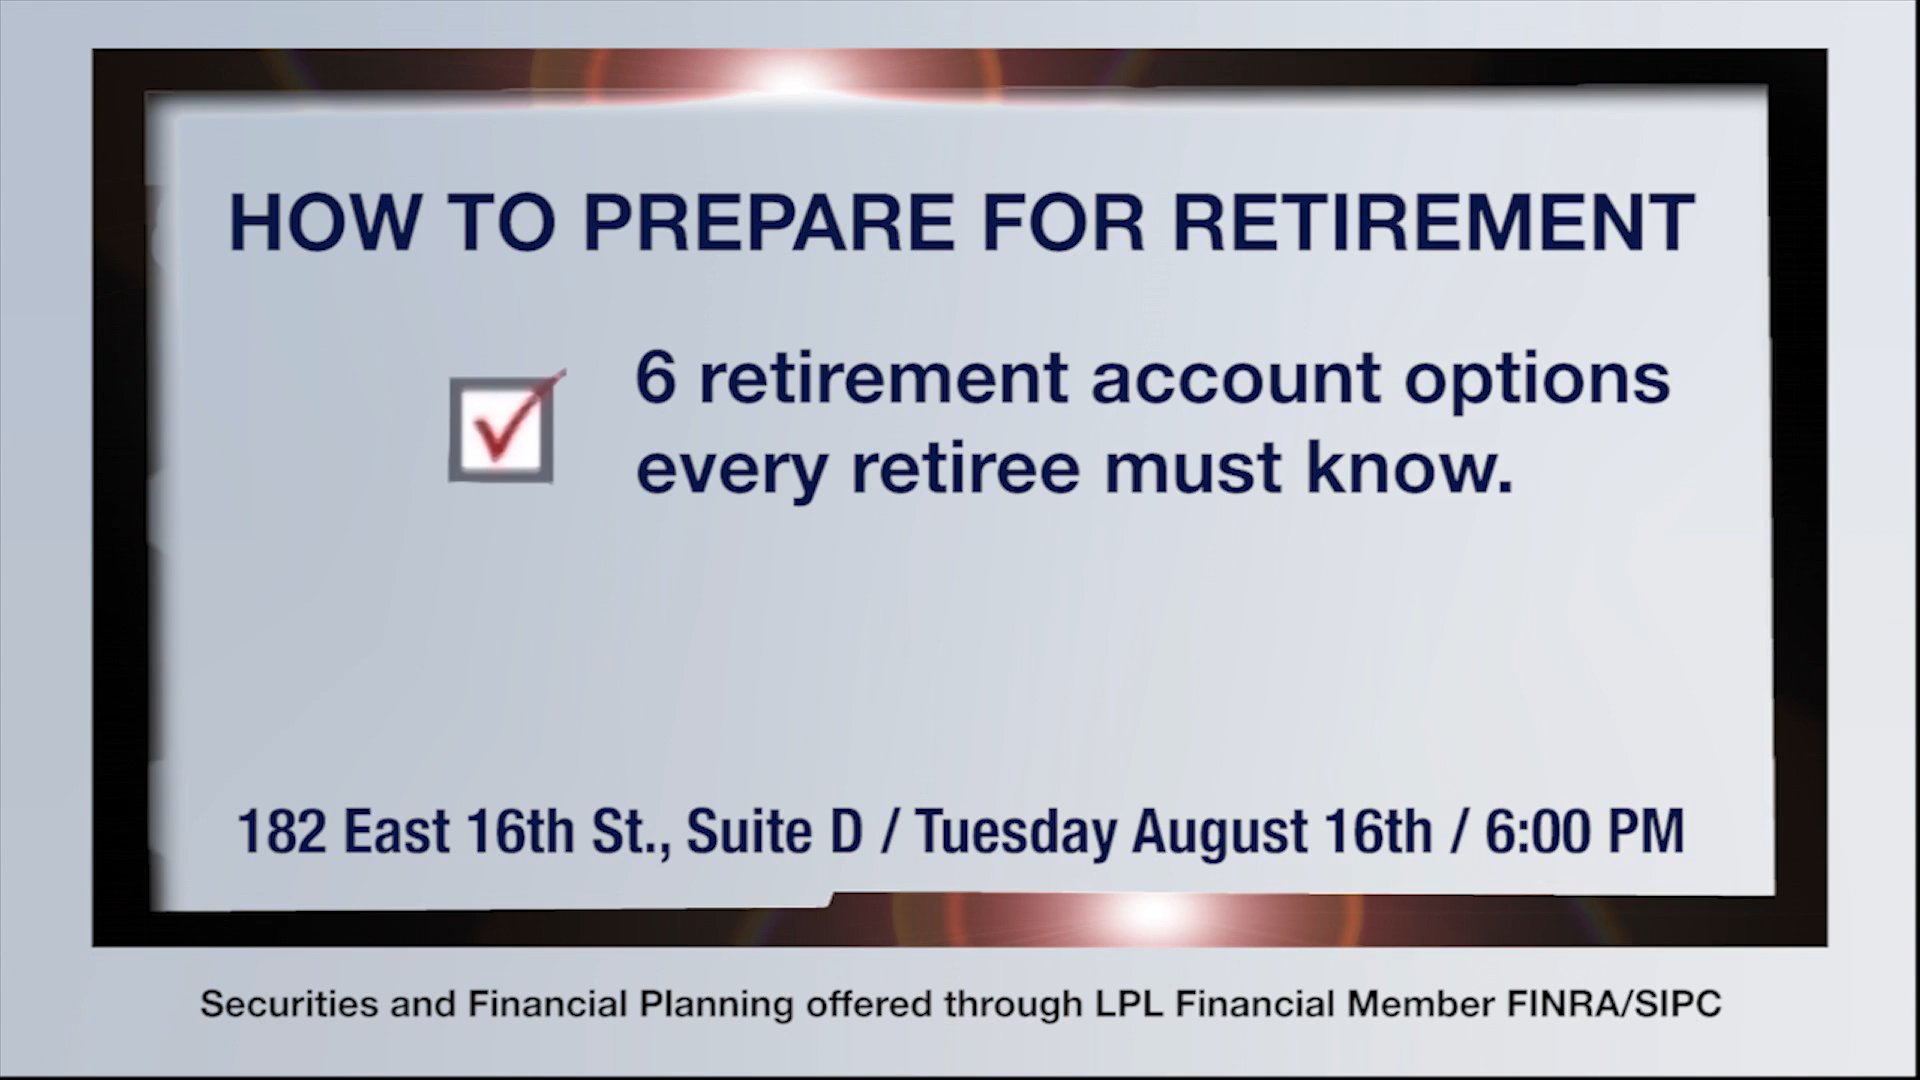 HOW TO PREPARE FOR RETIREMENT
6 retirement account options
every retiree must know.
182 East 16th St., Suite D / Tuesday August 16th / 6:00 PM
Securities and Financial Planning offered through LPL Financial Member FINRA/SIPC